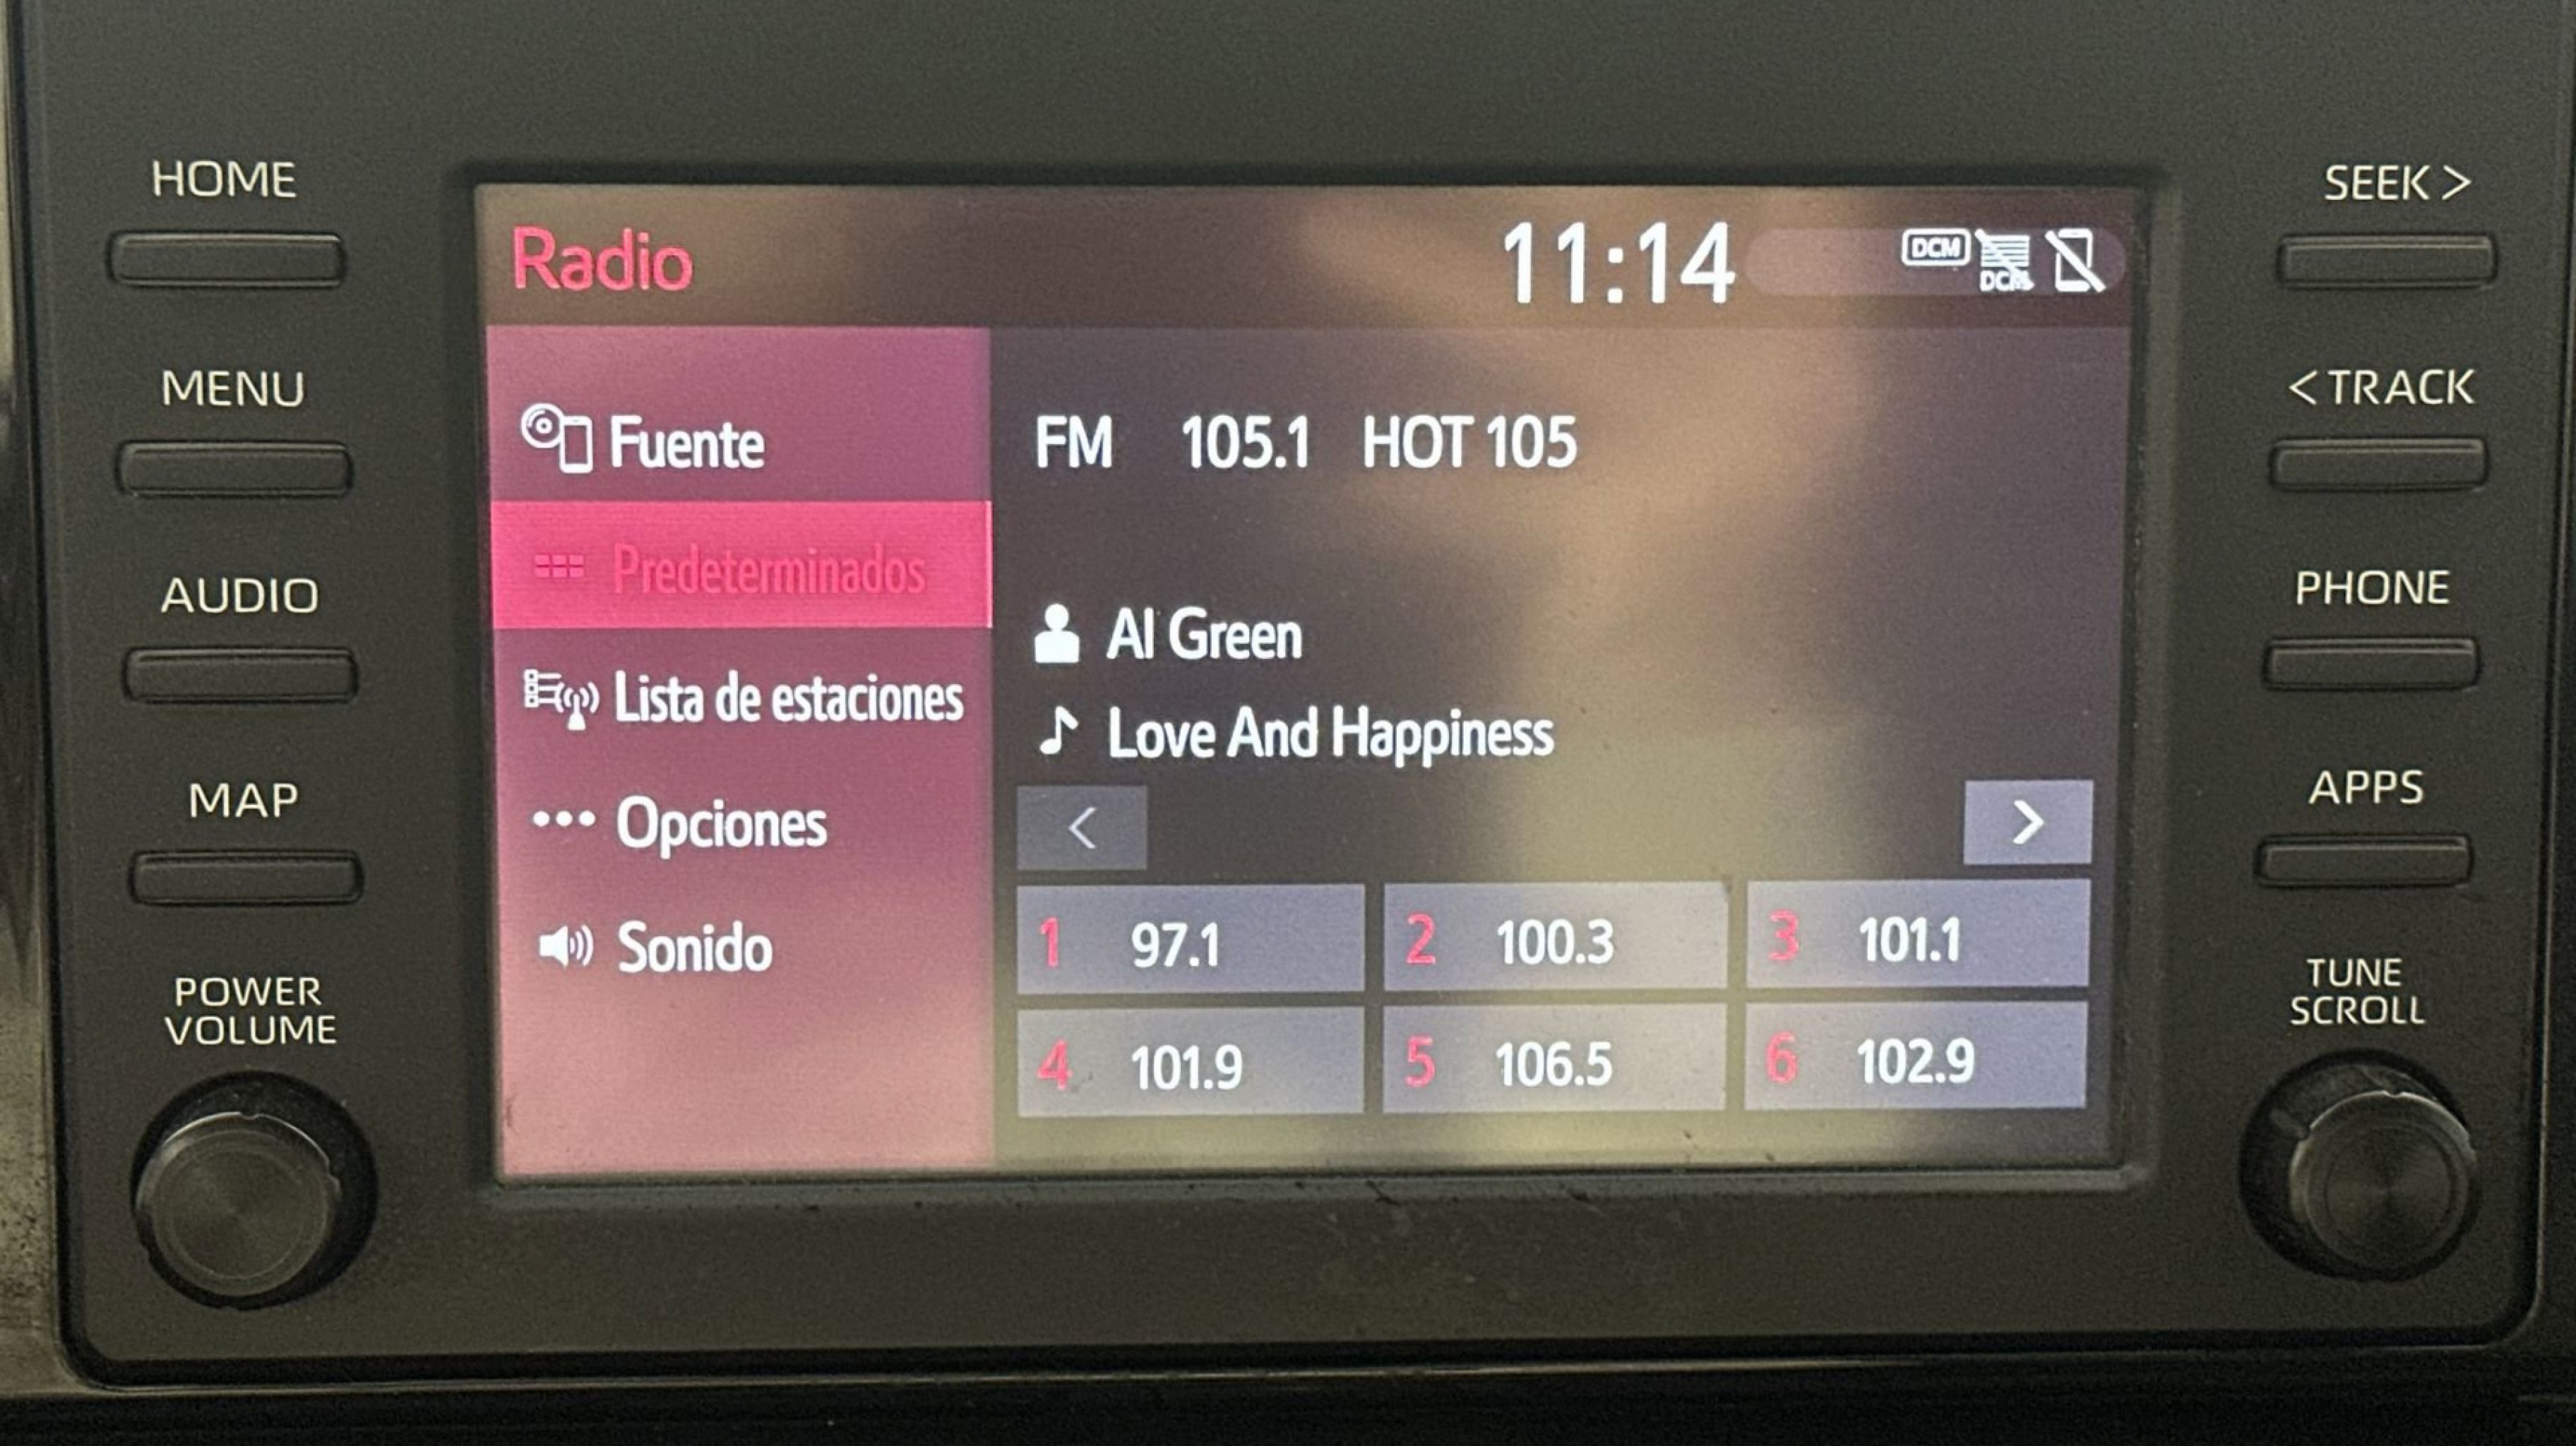 HOME
MENU
AUDIO
MAP
POWER
VOLUME
Radio
11:14
DCM
DCM
Fuente
Predeterminados
Lista de estaciones
Opciones
Sonido
FM 105.1 HOT 105
Al Green
Love And Happiness
< >
1 97.1 2 100.3 3 101.1
4 101.9 5 106.5 6 102.9
SEEK >
< TRACK
PHONE
APPS
TUNE
SCROLL